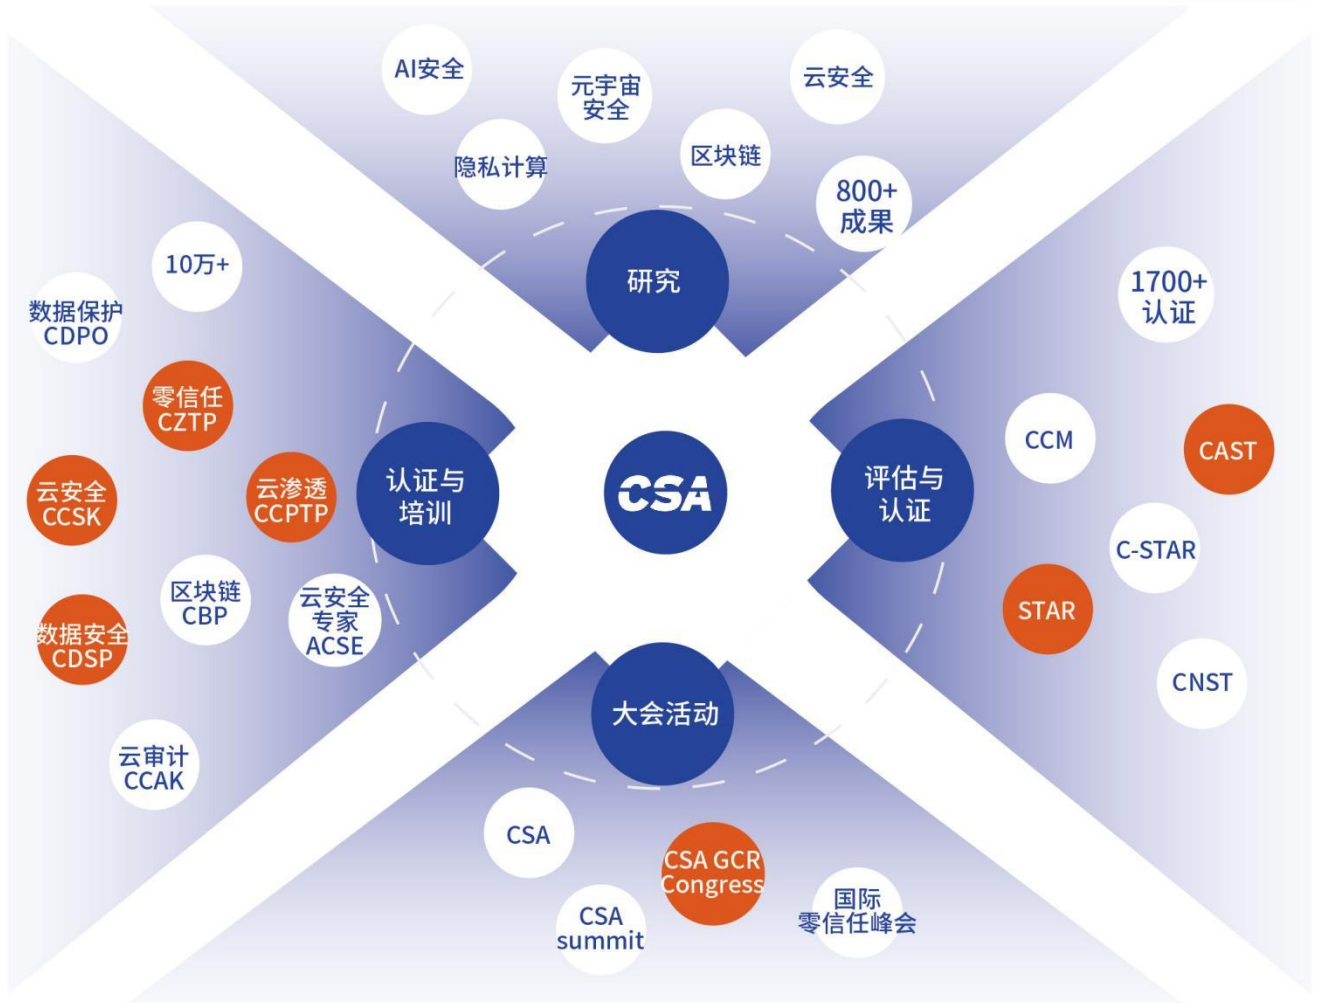 AI安全
元宇宙
安全
云安全
隐私计算
区块链
800+
成果
研究
10万+
数据保护
CDPO
零信任
CZTP
云安全
CCSK
云渗透
CCPTP
认证与
培训
区块链
CBP
云安全
专家
ACSE
数据安全
CDSP
云审计
CCAK
CSA
评估与
认证
1700+
认证
CCM
CAST
C-STAR
STAR
CNST
大会活动
CSA
CSA GCR
Congress
CSA
summit
国际
零信任峰会